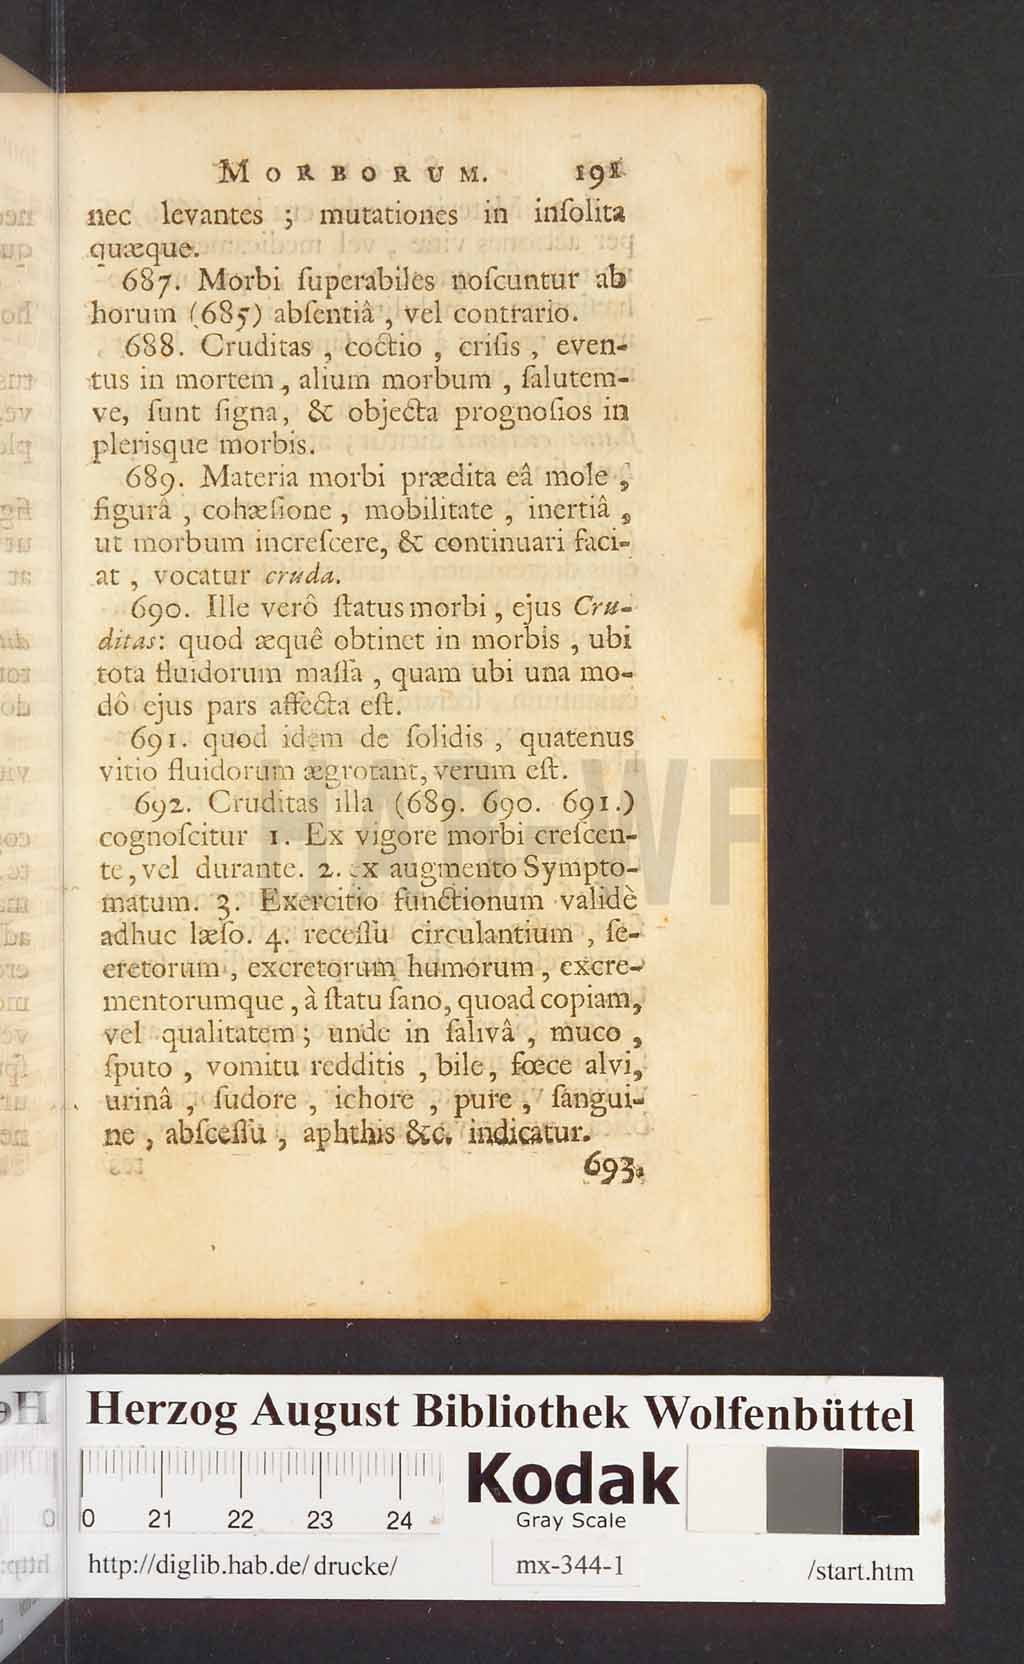 MORBORUM. 191
nec levantes ; mutationes in inſolita
quæque.
687. Morbi ſuperabiles noſcuntur ab
horum (685) abſentiâ , vel contrario.
688. Cruditas , coctio , criſis , even-
tus in mortem , alium morbum , ſalutem-
ve, ſunt ſigna, & objecta prognoſios in
plerisque morbis.
689. Materia morbi prædita eâ mole ,
figurâ , cohæſione , mobilitate , inertiâ ,
ut morbum increſcere, & continuari faci-
at , vocatur cruda.
690. Ille verô ſtatus morbi , ejus Cru-
ditas: quod æquê obtinet in morbis , ubi
tota fluidorum maſſa , quam ubi una mo-
dô ejus pars affecta eſt.
691. quod idem de ſolidis , quatenus
vitio fluidorum ægrotant, verum eſt.
692. Cruditas illa (689. 690. 691.)
cognoſcitur 1. Ex vigore morbi creſcen-
te, vel durante. 2. ex augmento Sympto-
matum. 3. Exercitio functionum validè
adhuc læſo. 4. receſſu circulantium , ſe-
cretorum , excretorum humorum , excre-
mentorumque , à ſtatu ſano, quoad copiam,
vel qualitatem ; unde in ſalivâ , muco ,
ſputo , vomitu redditis , bile, fœce alvi,
urinâ , ſudore , ichore , pure , ſangui-
ne , abſceſſu , aphthis &c. indicatur.
693.
Herzog August Bibliothek Wolfenbüttel
0 21 22 23 24
Kodak
Gray Scale
http://diglib.hab.de/drucke/ mx-344-1 /start.htm